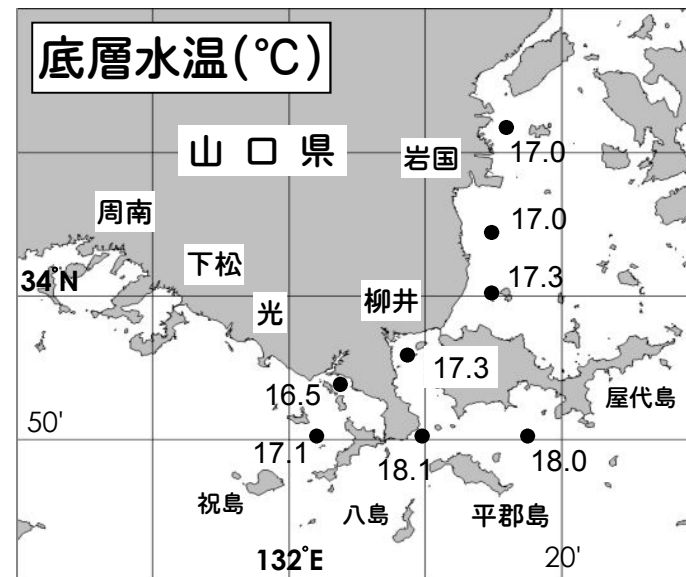 底層水温(℃)
山口県
岩国
17.0
周南
17.0
下松
17.3
34°N
光
柳井
17.3
16.5
屋代島
50'
17.1
18.1
18.0
祝島
八島
平郡島
132°E
20'